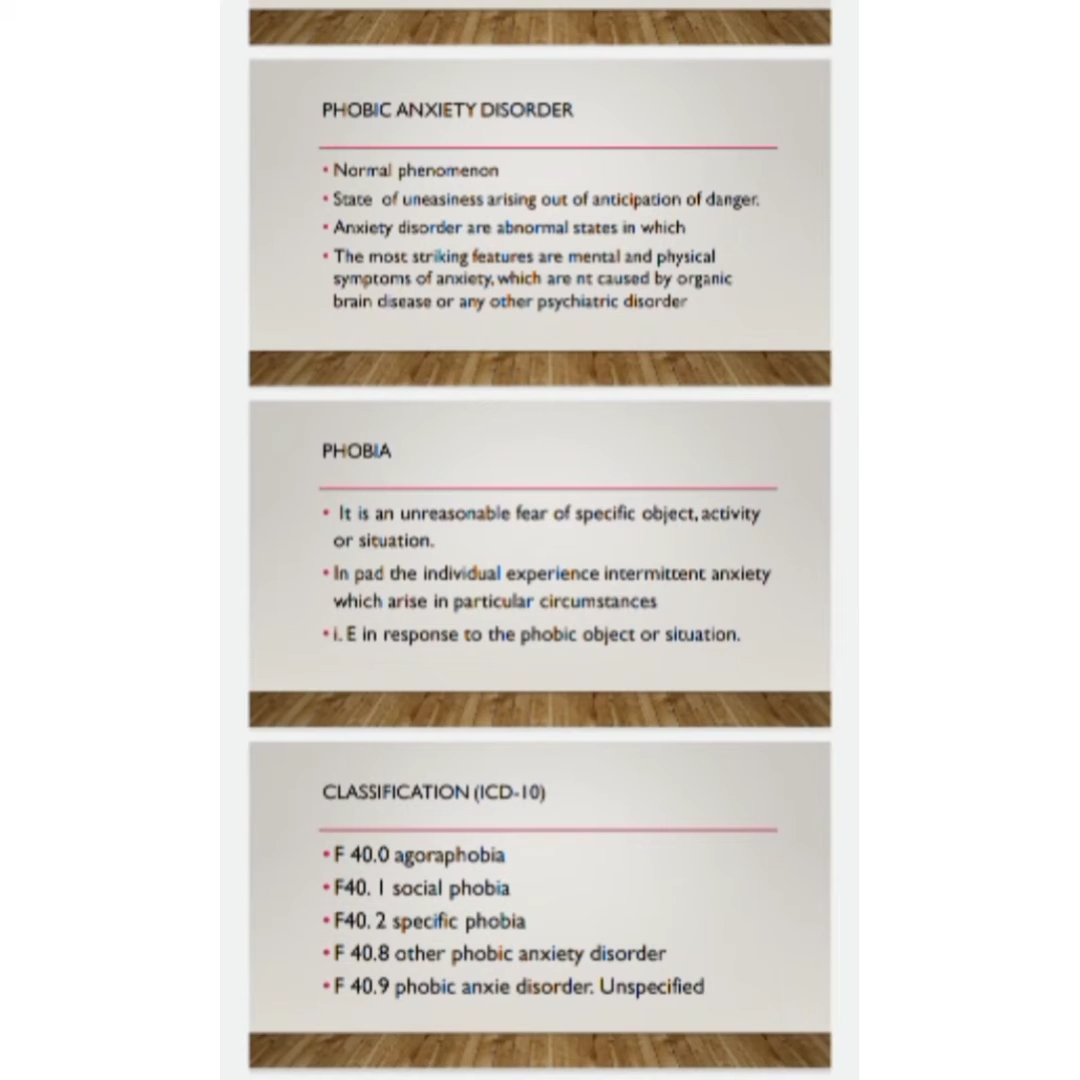 PHOBIC ANXIETY DISORDER
• Normal phenomenon
• State of uneasiness arising out of anticipation of danger.
• Anxiety disorder are abnormal states in which
• The most striking features are mental and physical
symptoms of anxiety, which are nt caused by organic
brain disease or any other psychiatric disorder
PHOBIA
• It is an unreasonable fear of specific object, activity
or situation.
• In pad the individual experience intermittent anxiety
which arise in particular circumstances
• i. E in response to the phobic object or situation.
CLASSIFICATION (ICD-10)
• F 40.0 agoraphobia
• F40. 1 social phobia
• F40. 2 specific phobia
• F 40.8 other phobic anxiety disorder
• F 40.9 phobic anxie disorder. Unspecified